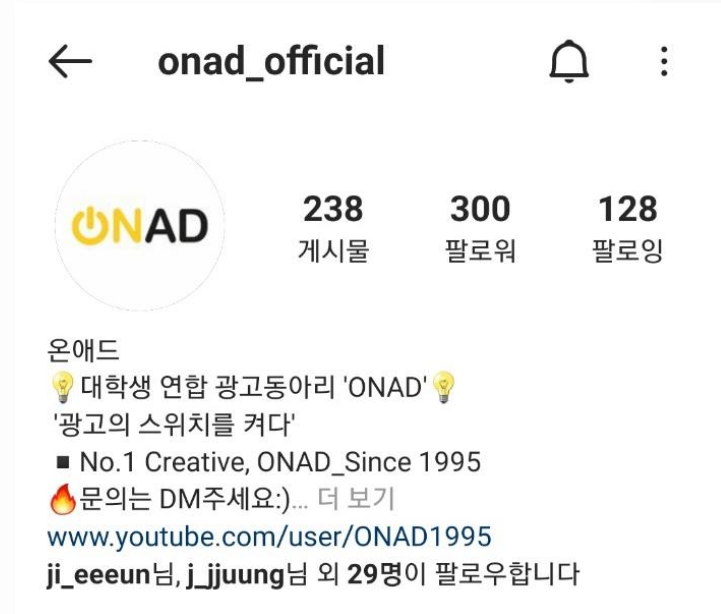 onad_official
ONAD
238 300 128
게시물 팔로워 팔로잉
온애드
💡대학생 연합 광고동아리 'ONAD'💡
'광고의 스위치를 켜다'
▪No.1 Creative, ONAD_Since 1995
🔥문의는 DM주세요:)... 더 보기
www.youtube.com/user/ONAD1995
ji_eeeun님, j_jjuung님 외 29명이 팔로우합니다